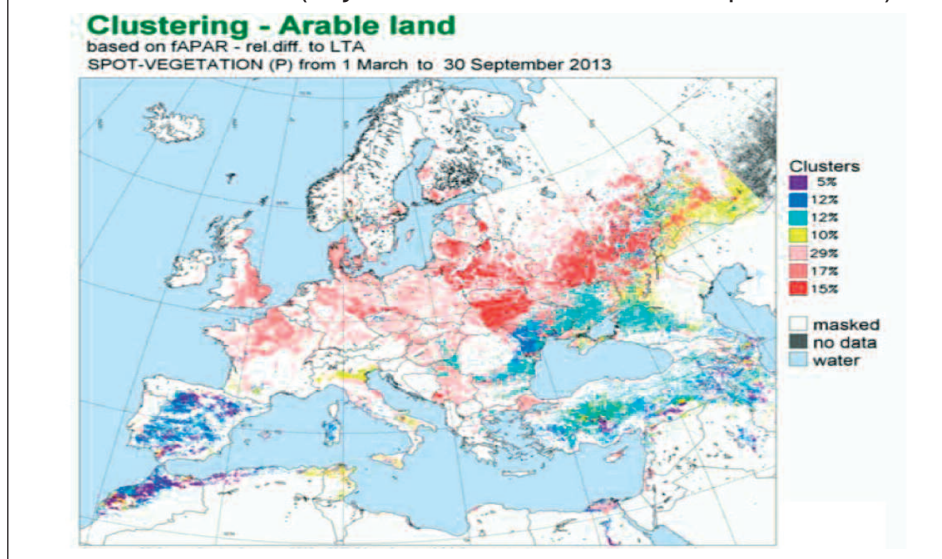 Clustering - Arable land
based on fAPAR - rel.diff. to LTA
SPOT-VEGETATION (P) from 1 March to 30 September 2013
Clusters
5%
12%
12%
10%
29%
17%
15%
masked
no data
water